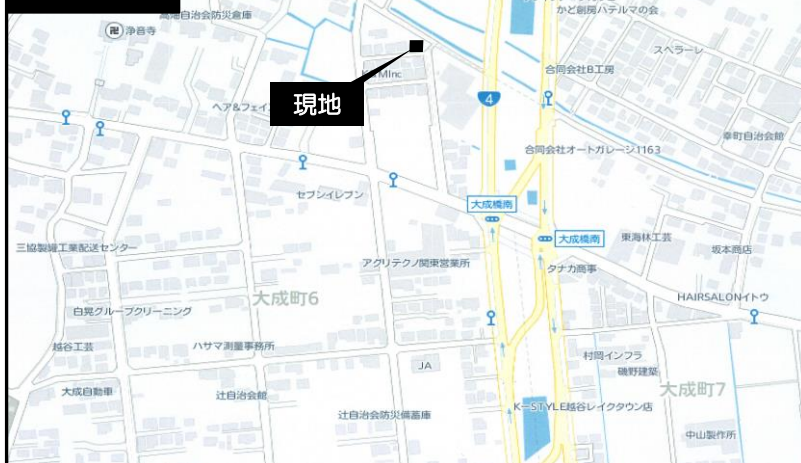 かど創房ハテルマの会
高畑自治会防災倉庫
卍 浄音寺
スペラーレ
合同会社B工房
MInc
現地
4
ヘア&フェイ
合同会社オートガレージ1163
幸町自治会館
セブンイレブン
大成橋南
大成橋南
東海林工芸
坂本商店
三協製罐工業配送センター
アグリテクノ関東営業所
タナカ商事
大成町6
HAIRSALONイトウ
白晃グループクリーニング
越谷工芸
ハサマ測量事務所
村岡インフラ
JA
磯野建築
大成町7
大成自動車
辻自治会館
辻自治会防災備蓄庫
K-STYLE越谷レイクタウン店
中山製作所